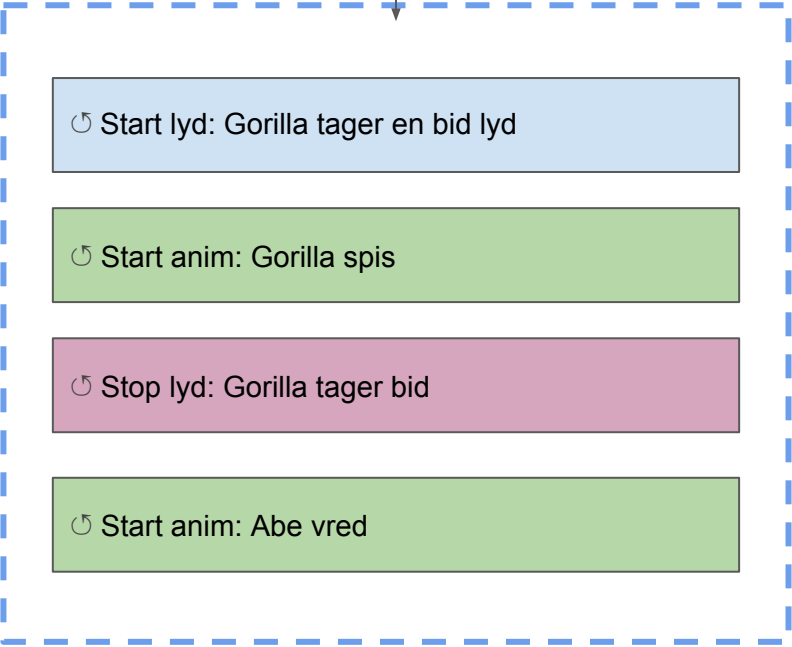 ↺ Start lyd: Gorilla tager en bid lyd
↺ Start anim: Gorilla spis
↺ Stop lyd: Gorilla tager bid
↺ Start anim: Abe vred